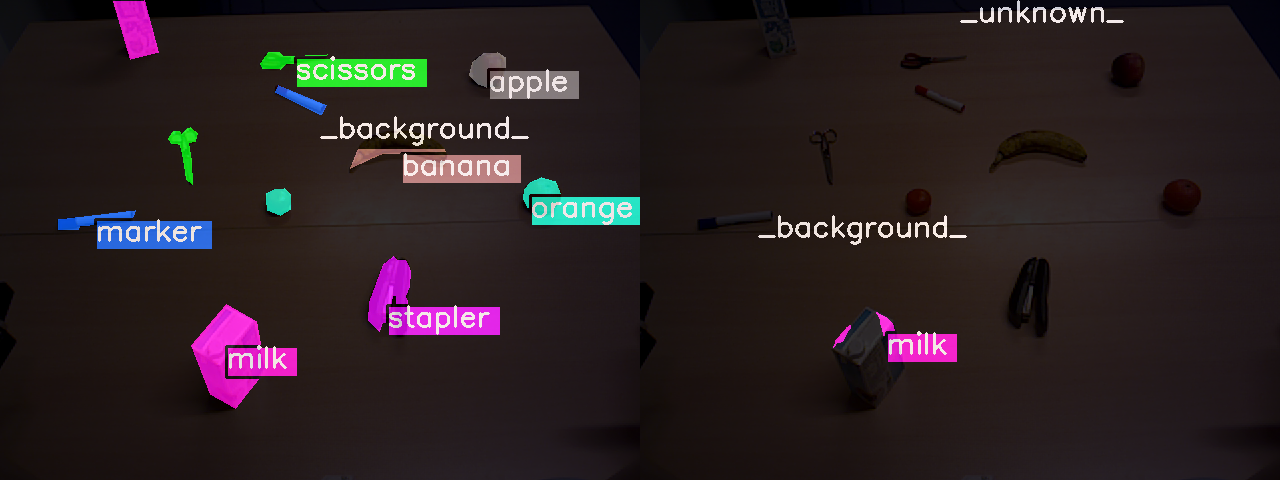 scissors
apple
_background_
banana
orange
marker
stapler
milk
_unknown_
_background_
milk